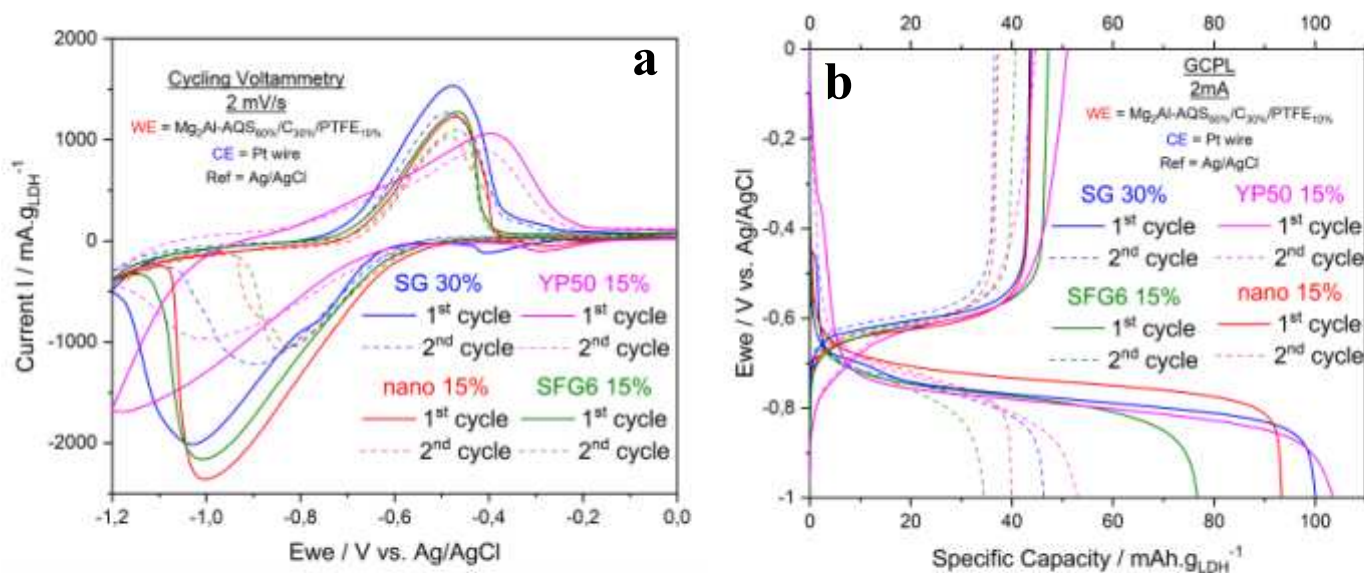 a
Cycling Voltammetry
2 mV/s
WE = Mg₂Al-AQS₆₀%/C₃₀%/PTFE₁₀%
CE = Pt wire
Ref = Ag/AgCl
SG 30%
1st cycle
2nd cycle
YP50 15%
1st cycle
2nd cycle
nano 15%
1st cycle
2nd cycle
SFG6 15%
1st cycle
2nd cycle
2000
1000
0
-1000
-2000
Current I / mA.gLDH⁻¹
-1,2
-1,0
-0,8
-0,6
-0,4
-0,2
0,0
Ewe / V vs. Ag/AgCl
0
20
40
60
80
100
b
GCPL
2mA
WE = Mg₂Al-AQS₆₀%/C₃₀%/PTFE₁₀%
CE = Pt wire
Ref = Ag/AgCl
SG 30%
1st cycle
2nd cycle
YP50 15%
1st cycle
2nd cycle
SFG6 15%
1st cycle
2nd cycle
nano 15%
1st cycle
2nd cycle
0
-0,2
-0,4
-0,6
-0,8
-1
Ewe / V vs. Ag/AgCl
0
20
40
60
80
100
Specific Capacity / mAh.gLDH⁻¹